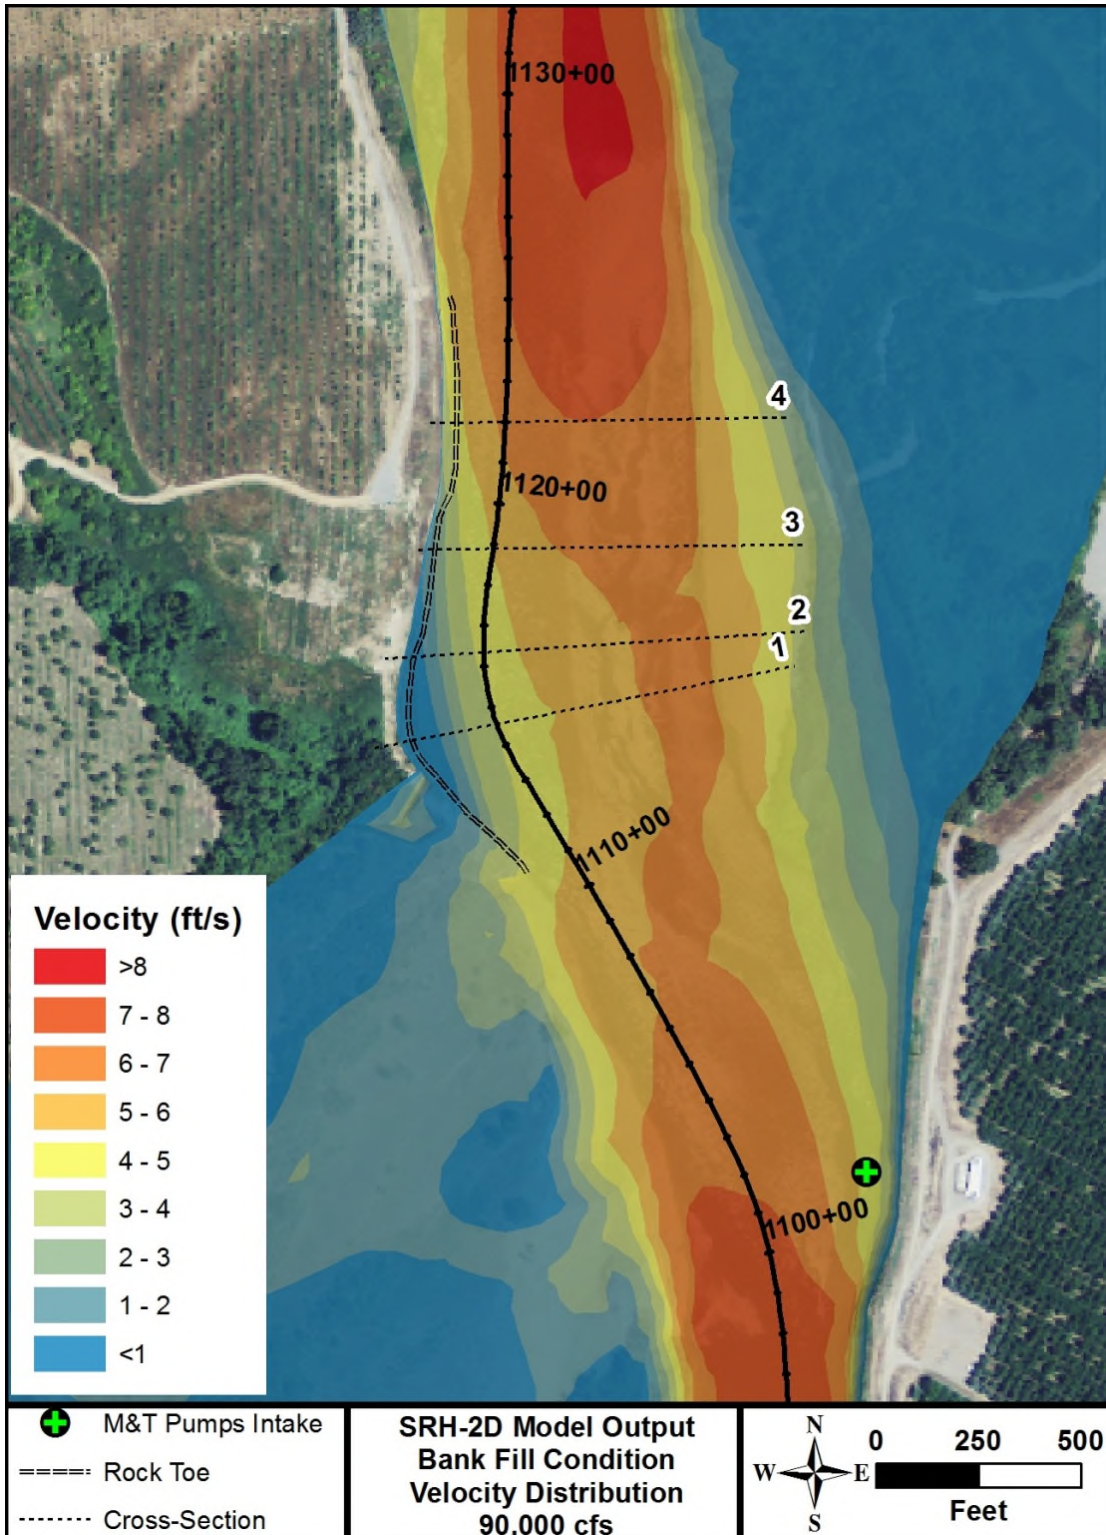 1130+00
4
1120+00
3
2
1
1110+00
1100+00
Velocity (ft/s)
>8
7 - 8
6 - 7
5 - 6
4 - 5
3 - 4
2 - 3
1 - 2
<1
M&T Pumps Intake
Rock Toe
Cross-Section
SRH-2D Model Output
Bank Fill Condition
Velocity Distribution
90,000 cfs
N
W E
S
0 250 500
Feet